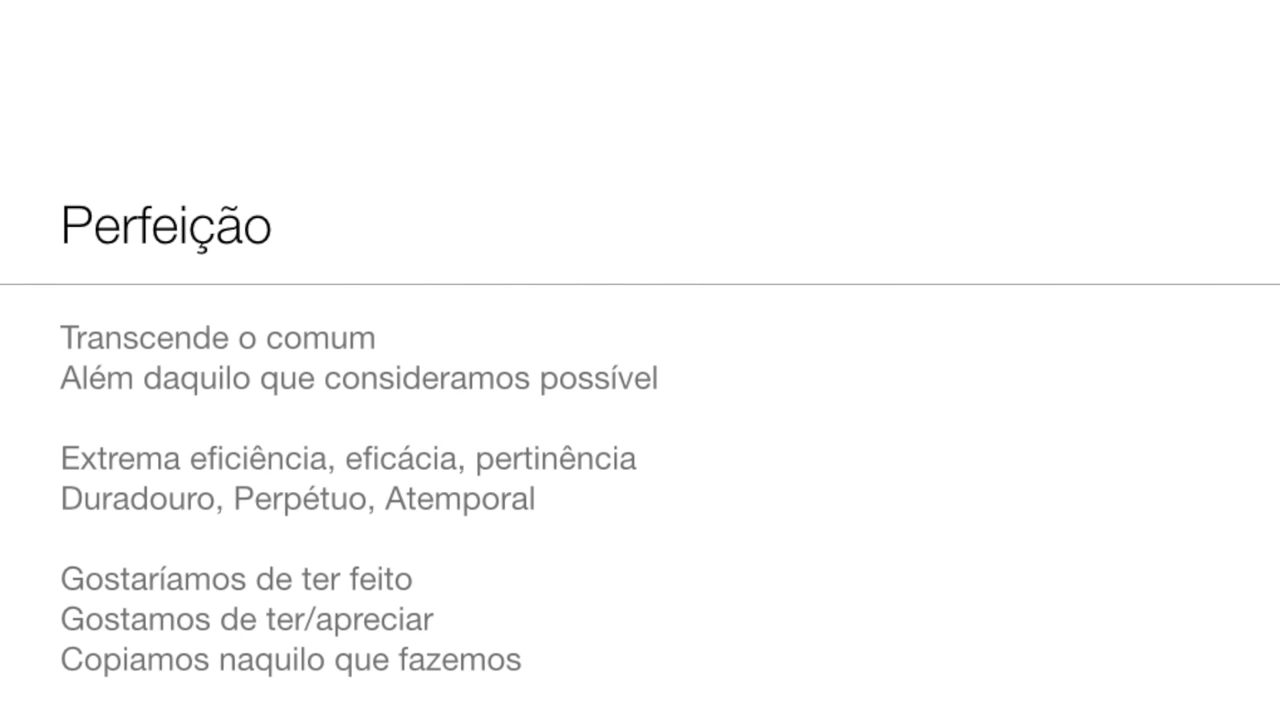 Perfeição
Transcende o comum
Além daquilo que consideramos possível
Extrema eficiência, eficácia, pertinência
Duradouro, Perpétuo, Atemporal
Gostaríamos de ter feito
Gostamos de ter/apreciar
Copiamos naquilo que fazemos